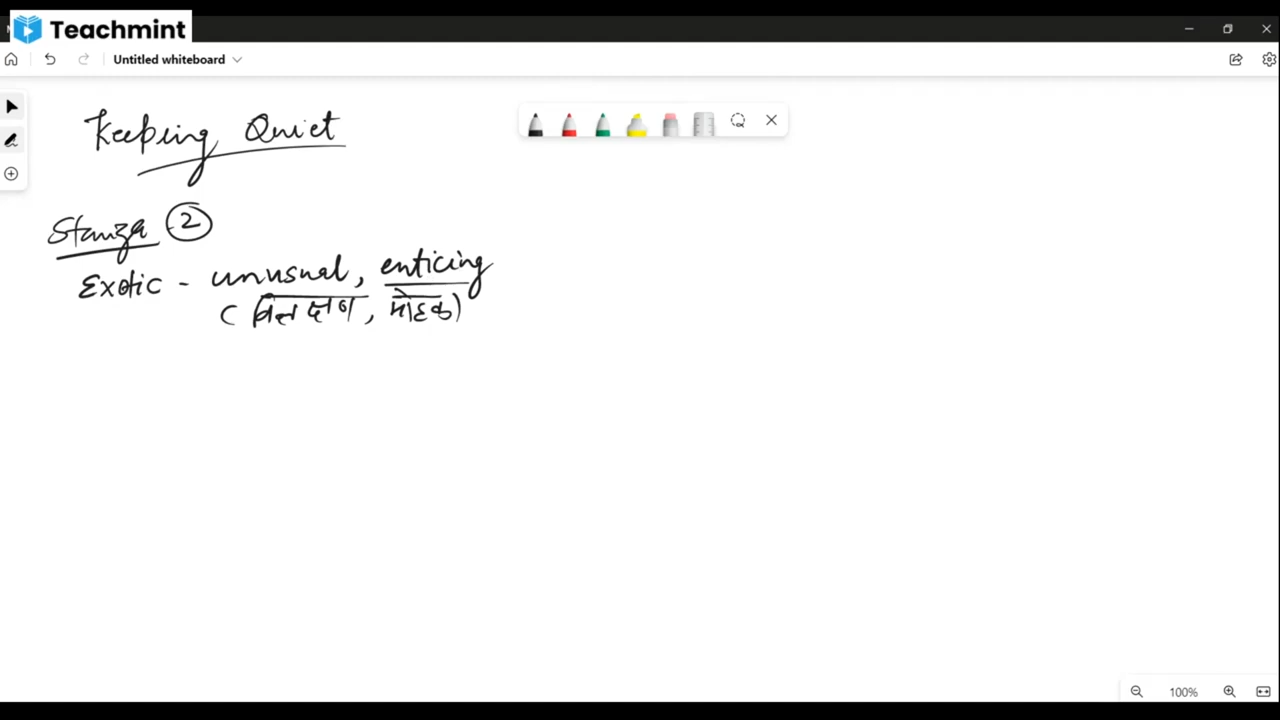 Teachmint
Untitled whiteboard
Keeping Quiet
Stanza 2
Exotic - unusual, enticing
(विलक्षण, मोहक)
100%